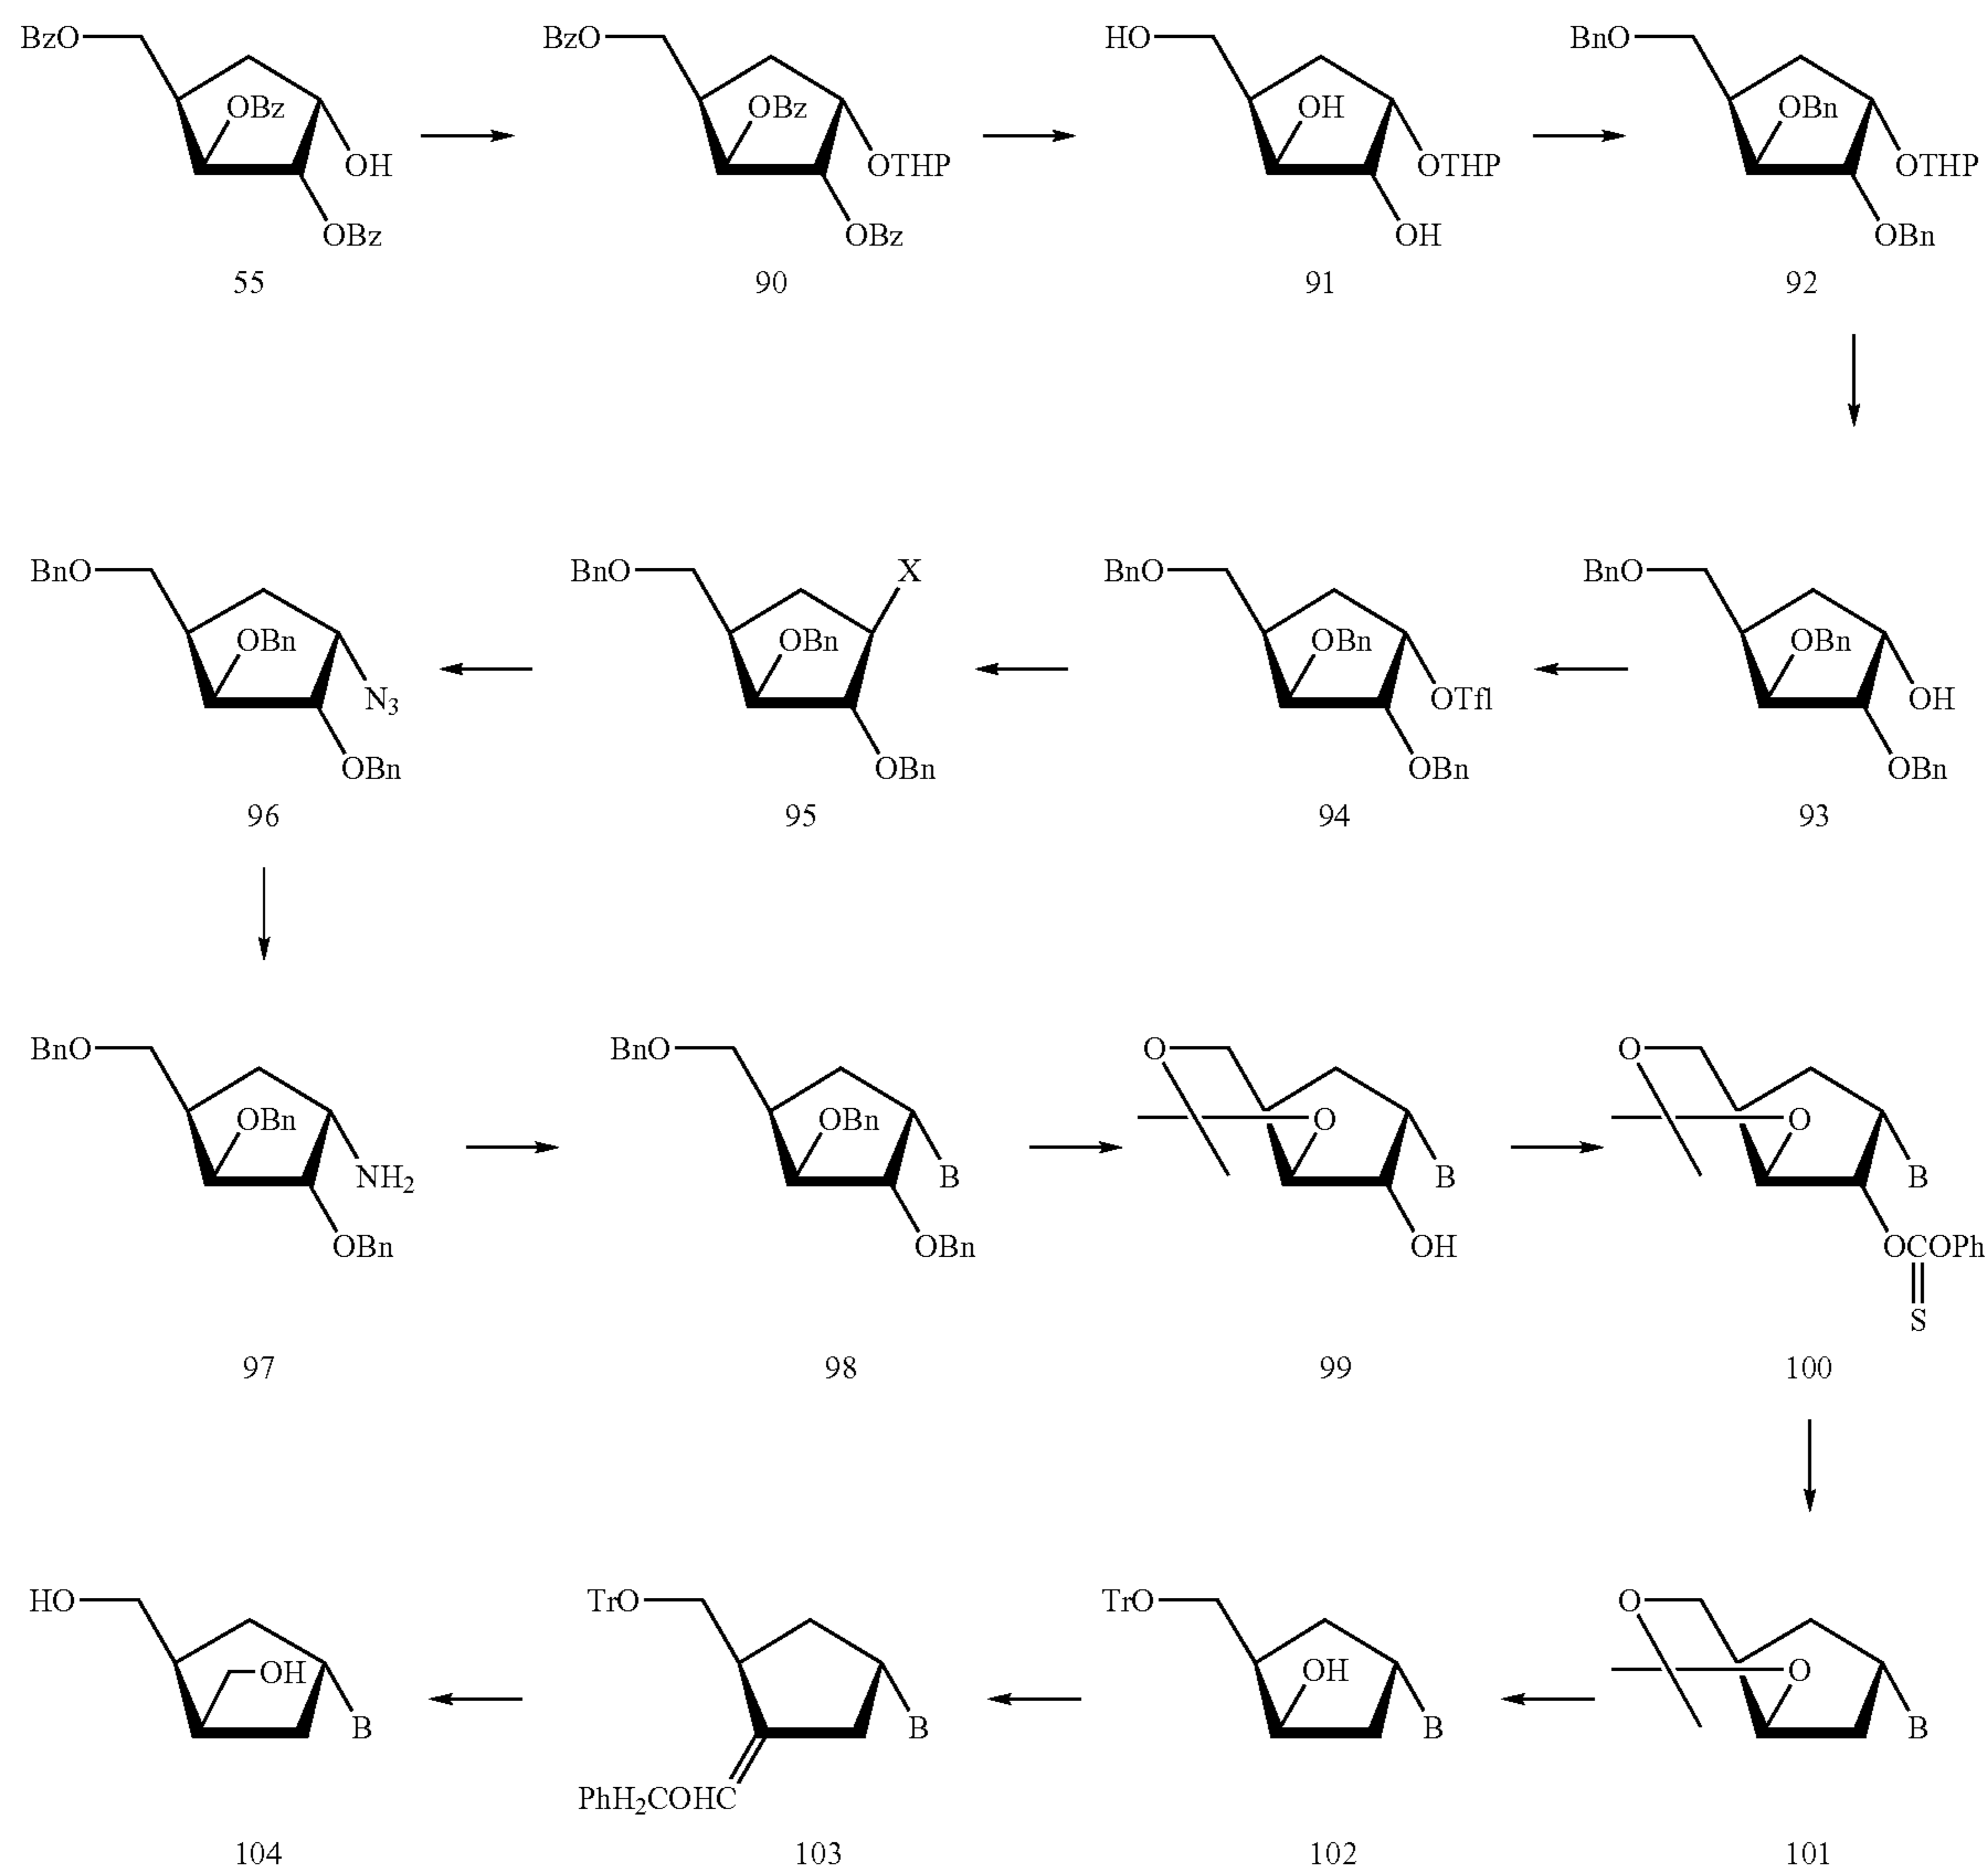 BzO BzO HO BnO
OBz OBz OH OBn
OH OTHP OTHP OTHP
OBz OBz OH OBn
55 90 91 92
BnO BnO X BnO BnO
OBn OBn OBn OBn
N3 OTfl OH
OBn OBn OBn OBn
96 95 94 93
BnO BnO O O
OBn OBn O O
NH2 B B B
OBn OBn OH OCOPh
S
97 98 99 100
HO TrO TrO O
OH OH O
B B B B
PhH2COHC
104 103 102 101